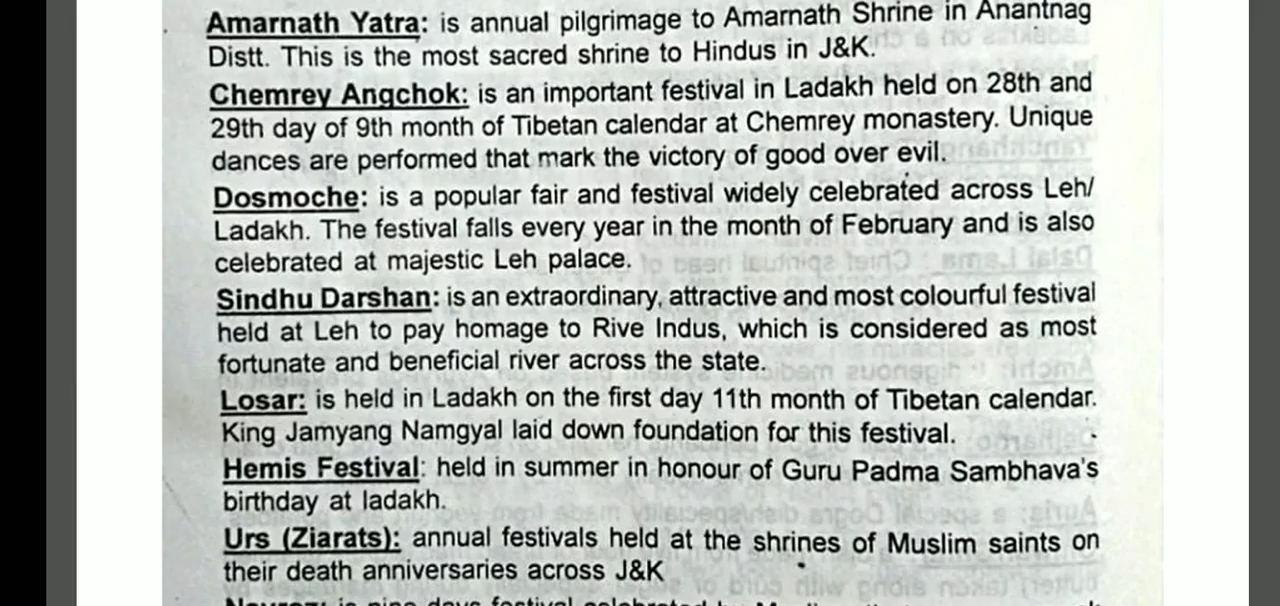 Amarnath Yatra: is annual pilgrimage to Amarnath Shrine in Anantnag
Distt. This is the most sacred shrine to Hindus in J&K.
Chemrey Angchok: is an important festival in Ladakh held on 28th and
29th day of 9th month of Tibetan calendar at Chemrey monastery. Unique
dances are performed that mark the victory of good over evil.
Dosmoche: is a popular fair and festival widely celebrated across Leh/
Ladakh. The festival falls every year in the month of February and is also
celebrated at majestic Leh palace.
Sindhu Darshan: is an extraordinary, attractive and most colourful festival
held at Leh to pay homage to Rive Indus, which is considered as most
fortunate and beneficial river across the state.
Losar: is held in Ladakh on the first day 11th month of Tibetan calendar.
King Jamyang Namgyal laid down foundation for this festival.
Hemis Festival: held in summer in honour of Guru Padma Sambhava's
birthday at ladakh.
Urs (Ziarats): annual festivals held at the shrines of Muslim saints on
their death anniversaries across J&K